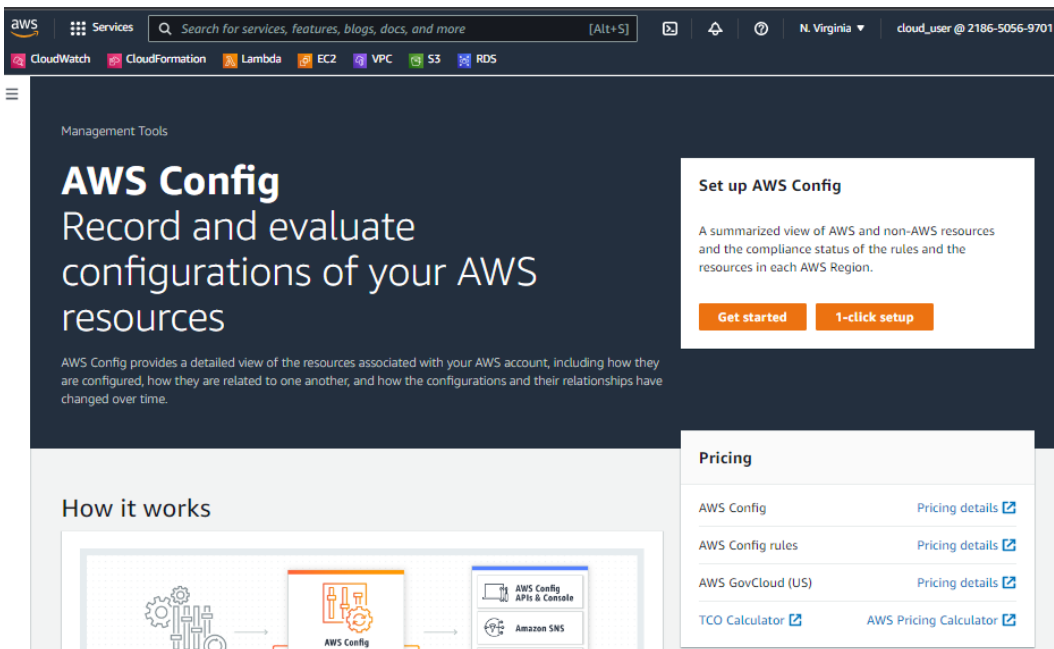 aws
Services
Search for services, features, blogs, docs, and more
[Alt+S]
N. Virginia
cloud_user @ 2186-5056-9701
CloudWatch
CloudFormation
Lambda
EC2
VPC
S3
RDS
Management Tools
AWS Config
Record and evaluate
configurations of your AWS
resources
AWS Config provides a detailed view of the resources associated with your AWS account, including how they
are configured, how they are related to one another, and how the configurations and their relationships have
changed over time.
Set up AWS Config
A summarized view of AWS and non-AWS resources
and the compliance status of the rules and the
resources in each AWS Region.
Get started
1-click setup
Pricing
AWS Config
Pricing details
AWS Config rules
Pricing details
AWS GovCloud (US)
Pricing details
TCO Calculator
AWS Pricing Calculator
How it works
AWS Config
AWS Config
APIs & Console
Amazon SNS